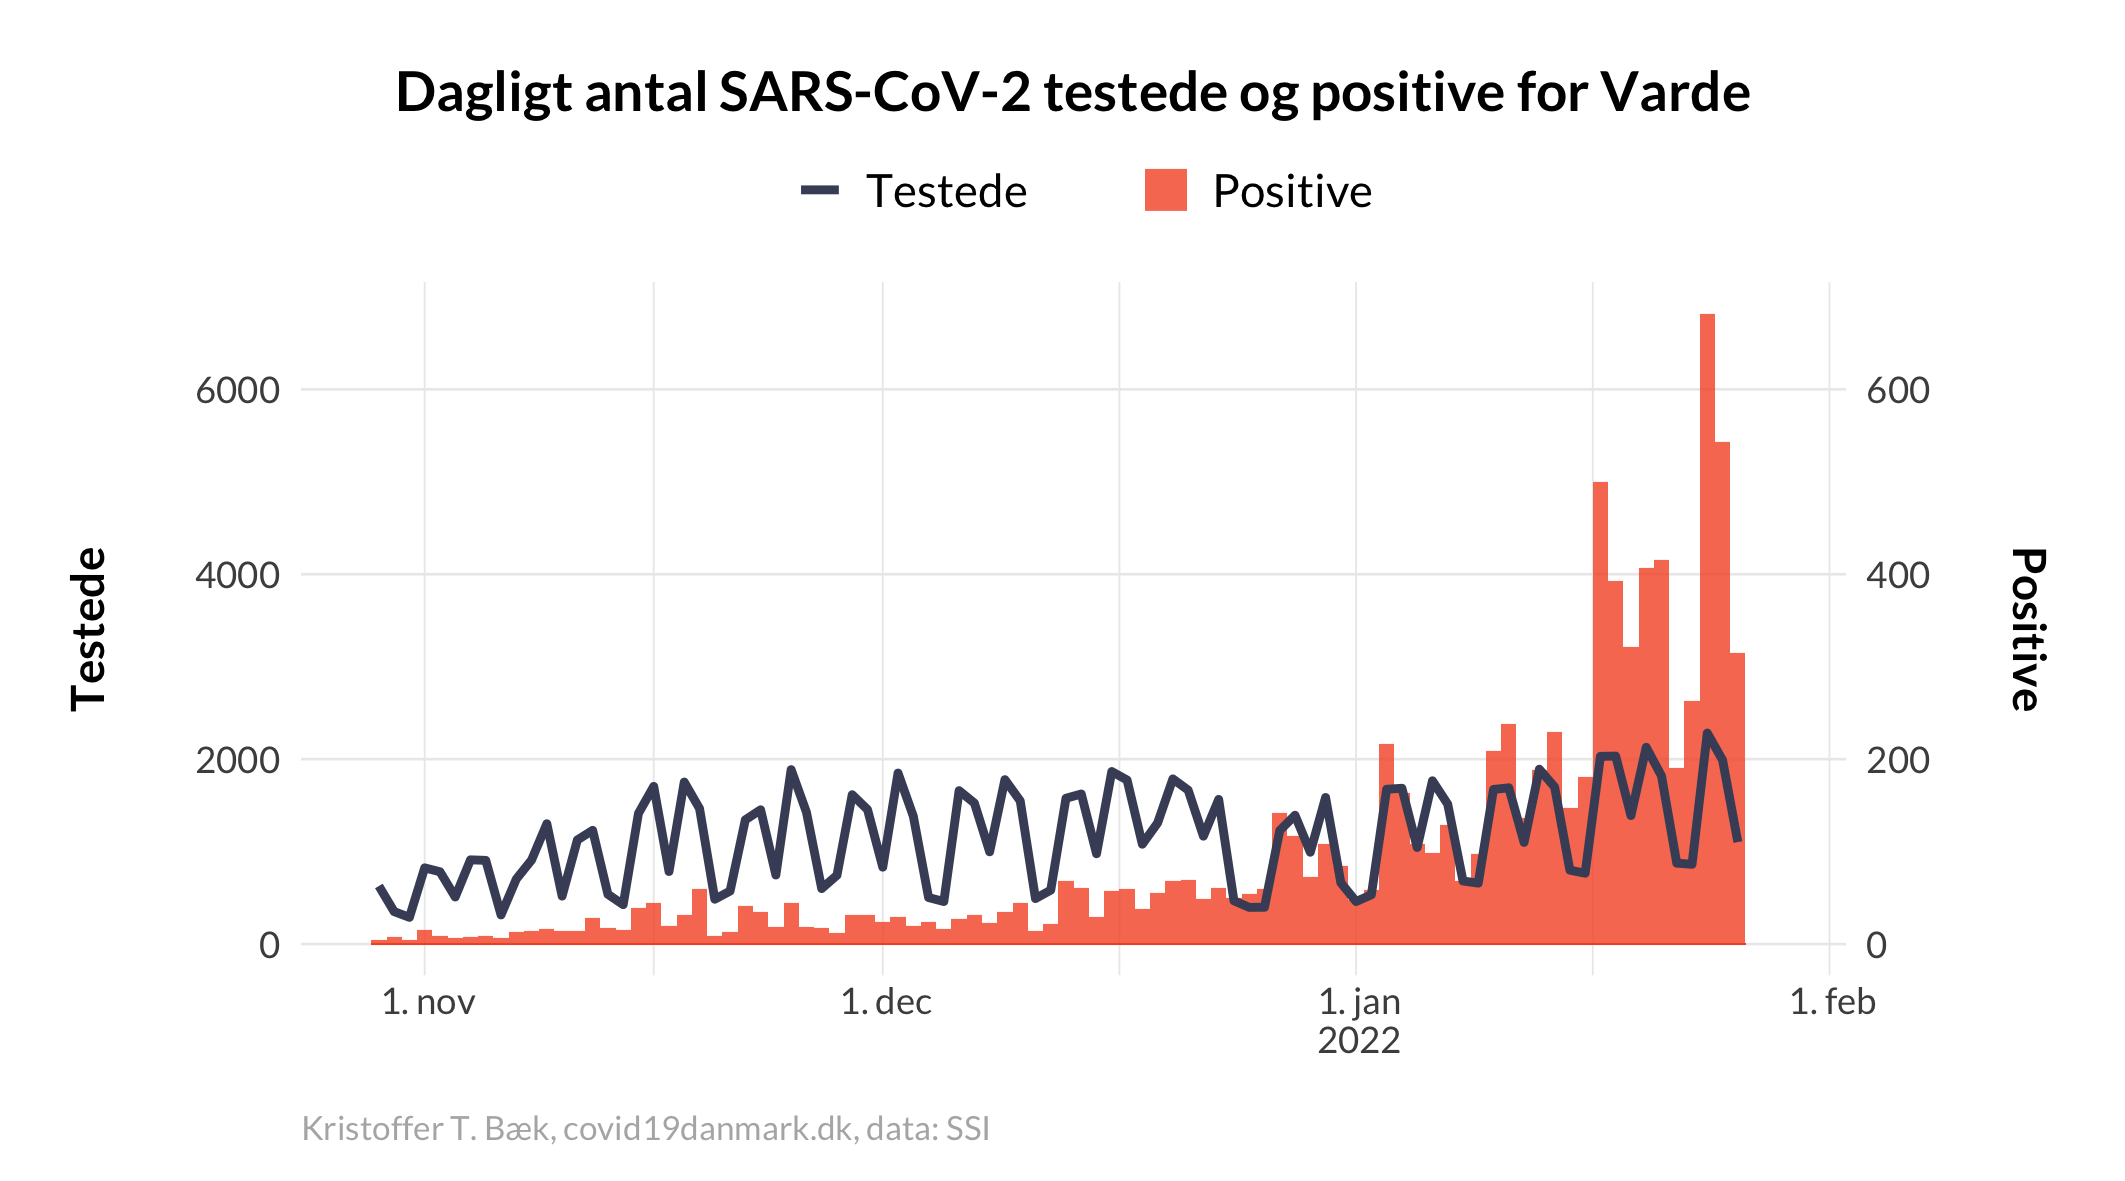 Dagligt antal SARS-CoV-2 testede og positive for Varde
Testede
Positive
6000
4000
2000
0
600
400
200
0
Testede
Positive
1. nov
1. dec
1. jan
2022
1. feb
Kristoffer T. Bæk, covid19danmark.dk, data: SSI